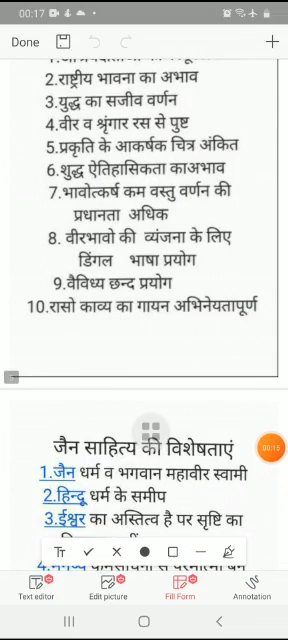 00:17
Done
2.राष्ट्रीय भावना का अभाव
3.युद्ध का सजीव वर्णन
4.वीर व श्रृंगार रस से पुष्ट
5.प्रकृति के आकर्षक चित्र अंकित
6.शुद्ध ऐतिहासिकता काअभाव
7.भावोत्कर्ष कम वस्तु वर्णन की
प्रधानता अधिक
8. वीरभावो की व्यंजना के लिए
डिंगल भाषा प्रयोग
9.वैविध्य छन्द प्रयोग
10.रासो काव्य का गायन अभिनेयतापूर्ण
जैन साहित्य की विशेषताएं
1.जैन धर्म व भगवान महावीर स्वामी
00:15
2.हिन्दू धर्म के समीप
3.ईश्वर का अस्तित्व है पर सृष्टि का
Text editor
Edit picture
Fill Form
Annotation